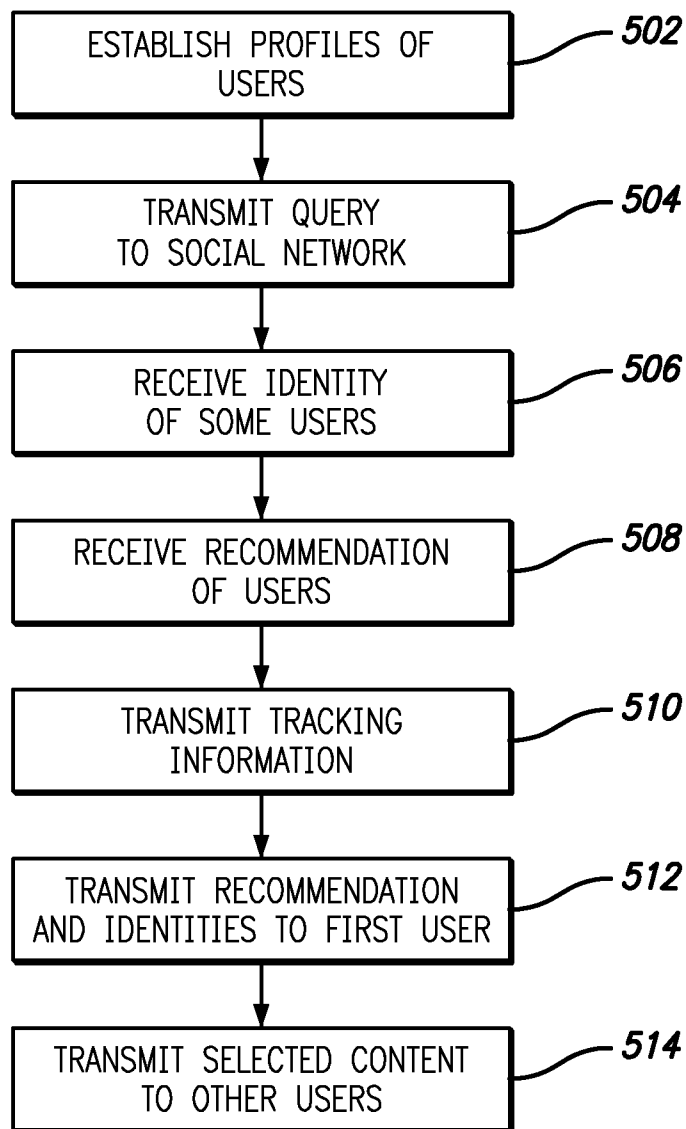 ESTABLISH PROFILES OF
USERS
502
TRANSMIT QUERY
TO SOCIAL NETWORK
504
RECEIVE IDENTITY
OF SOME USERS
506
RECEIVE RECOMMENDATION
OF USERS
508
TRANSMIT TRACKING
INFORMATION
510
TRANSMIT RECOMMENDATION
AND IDENTITIES TO FIRST USER
512
TRANSMIT SELECTED CONTENT
TO OTHER USERS
514